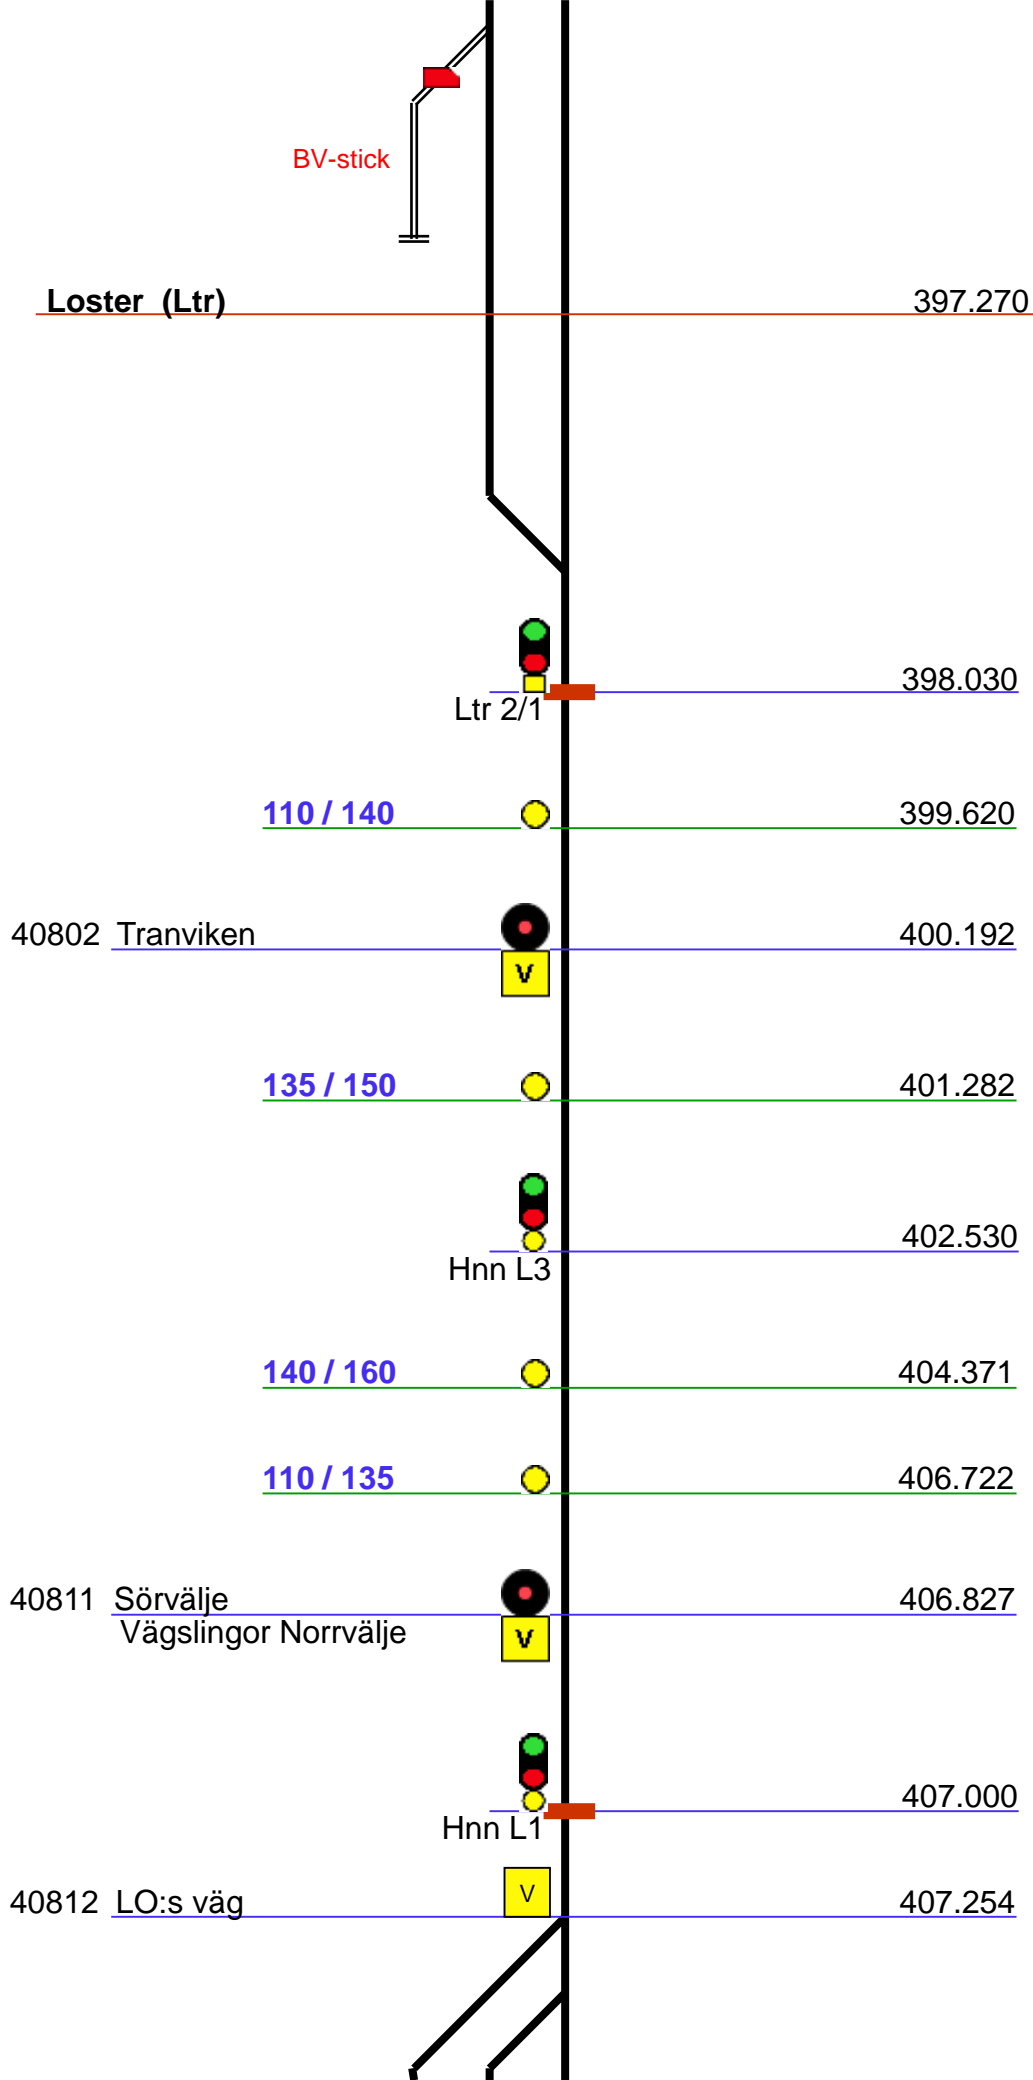 BV-stick
Loster (Ltr) 397.270
398.030
Ltr 2/1
110 / 140 399.620
40802 Tranviken 400.192
V
135 / 150 401.282
402.530
Hnn L3
140 / 160 404.371
110 / 135 406.722
40811 Sörvälje 406.827
Vägslingor Norrvälje V
407.000
Hnn L1
40812 LO:s väg V 407.254